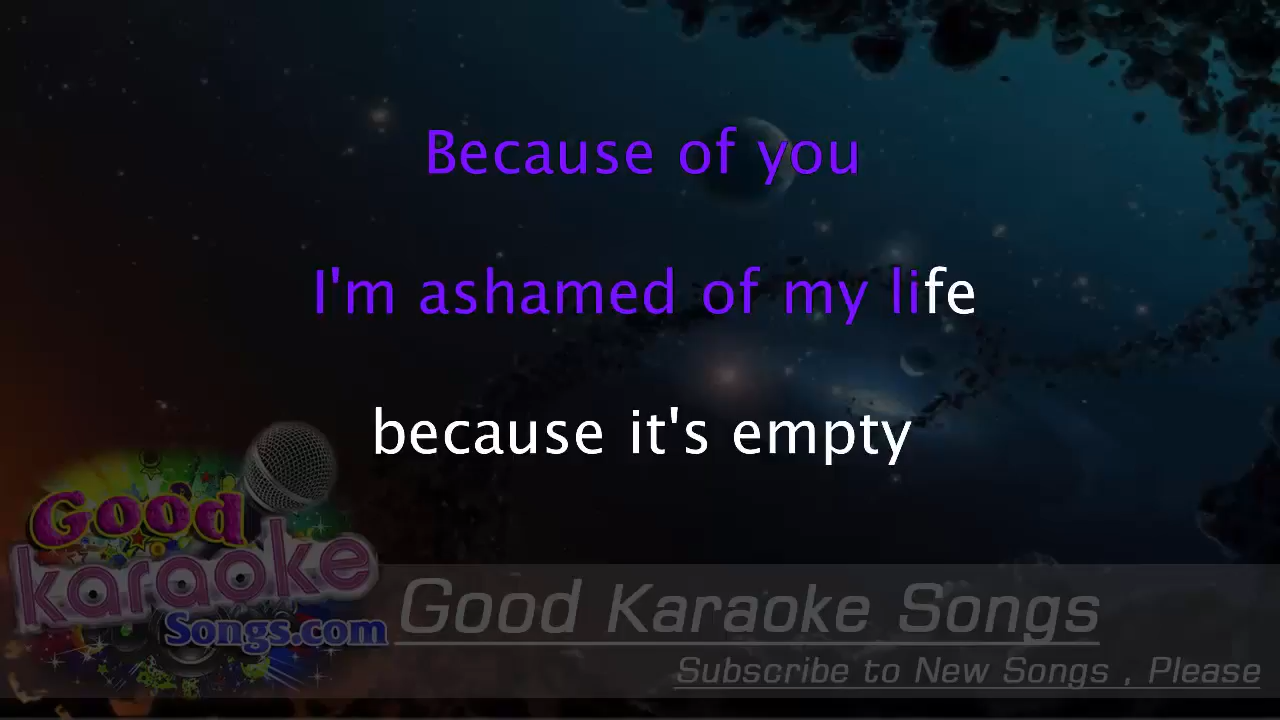 Because of you
I'm ashamed of my life
because it's empty
Good
karaoke
Songs.com
Good Karaoke Songs
Subscribe to New Songs , Please